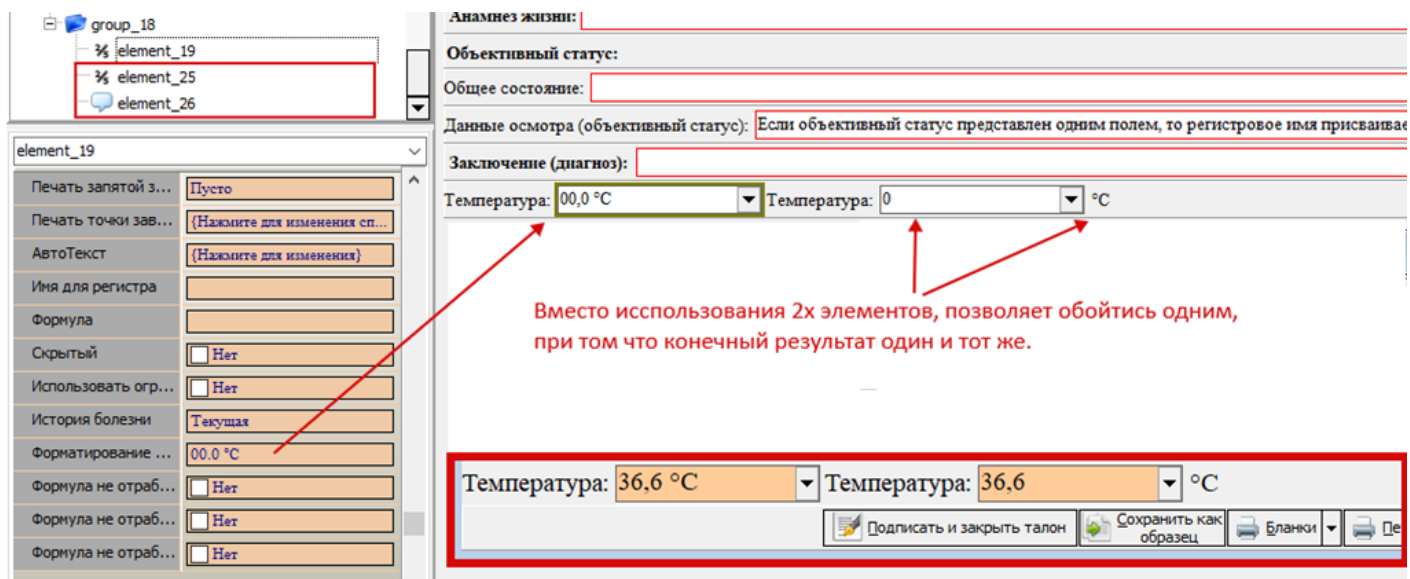 group_18
element_19
element_25
element_26
element_19
Печать запятой з... Пусто
Печать точки зав... {Нажмите для изменения сп...
АвтоТекст {Нажмите для изменения}
Имя для регистра
Формула
Скрытый Нет
Использовать огр... Нет
История болезни Текущая
Форматирование ... 00.0 °C
Формула не отраб... Нет
Формула не отраб... Нет
Формула не отраб... Нет
Анамнез жизни:
Объективный статус:
Общее состояние:
Данные осмотра (объективный статус): Если объективный статус представлен одним полем, то регистровое имя присваивае
Заключение (диагноз):
Температура: 00,0 °C Температура: 0 °C
Вместо исспользования 2х элементов, позволяет обойтись одним,
при том что конечный результат один и тот же.
Температура: 36,6 °C Температура: 36,6 °C
Подписать и закрыть талон Сохранить как образец Бланки Пе